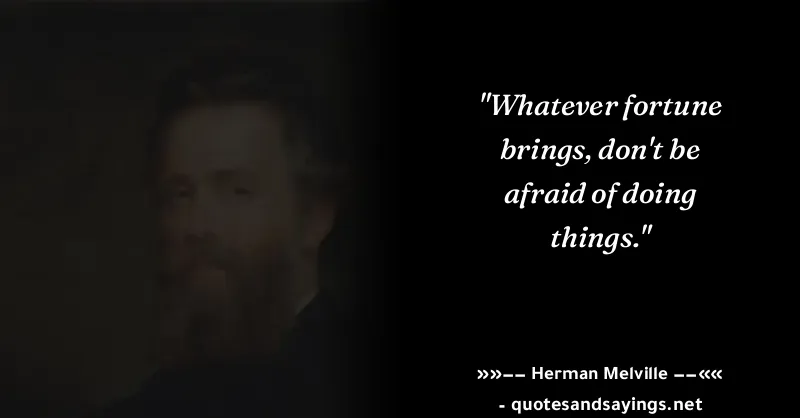 "Whatever fortune
brings, don't be
afraid of doing
things."
»»−− Herman Melville −−««
- quotesandsayings.net